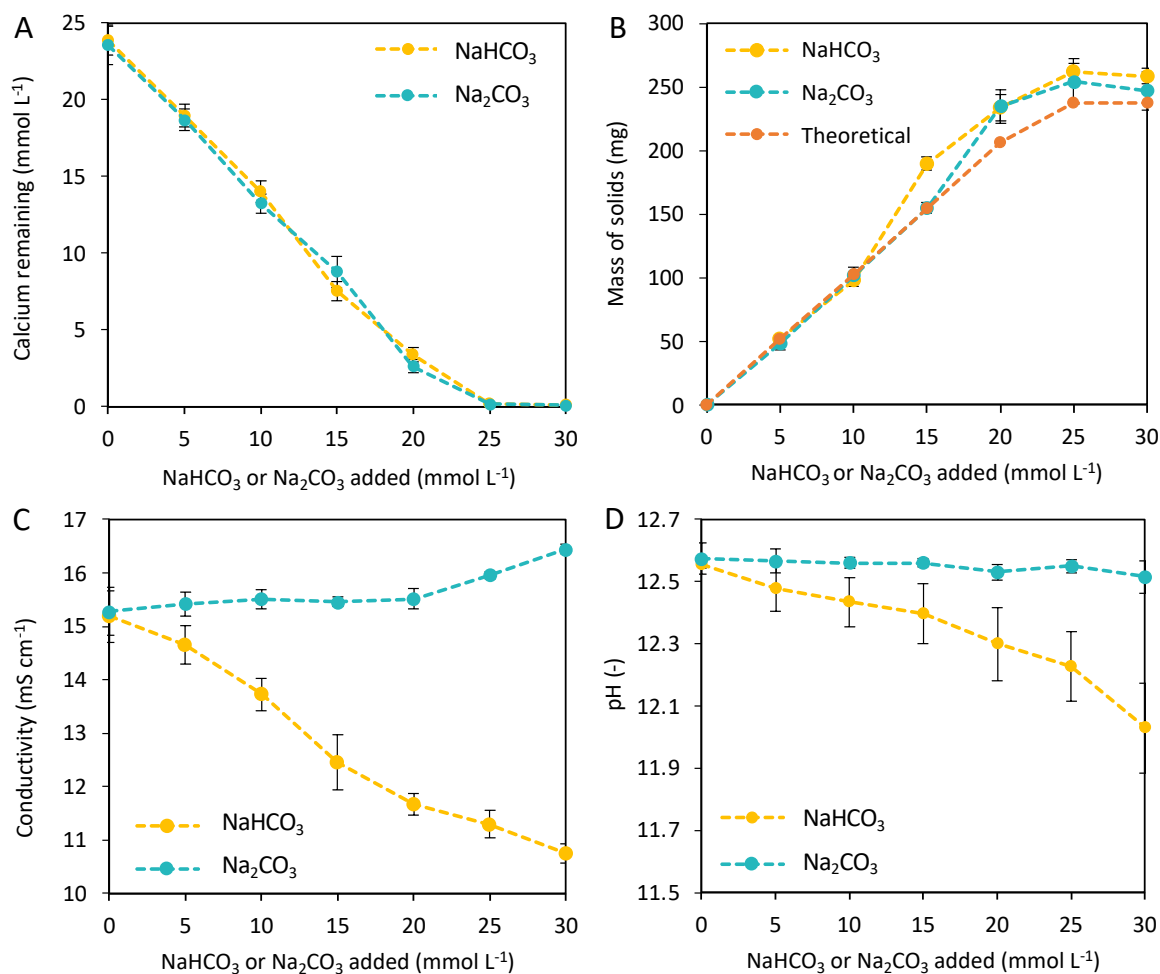 A
25
20
15
10
5
0
Calcium remaining (mmol L⁻¹)
NaHCO₃
Na₂CO₃
0 5 10 15 20 25 30
NaHCO₃ or Na₂CO₃ added (mmol L⁻¹)
B
300
250
200
150
100
50
0
Mass of solids (mg)
NaHCO₃
Na₂CO₃
Theoretical
0 5 10 15 20 25 30
NaHCO₃ or Na₂CO₃ added (mmol L⁻¹)
C
17
16
15
14
13
12
11
10
Conductivity (mS cm⁻¹)
NaHCO₃
Na₂CO₃
0 5 10 15 20 25 30
NaHCO₃ or Na₂CO₃ added (mmol L⁻¹)
D
12.7
12.5
12.3
12.1
11.9
11.7
11.5
pH (-)
NaHCO₃
Na₂CO₃
0 5 10 15 20 25 30
NaHCO₃ or Na₂CO₃ added (mmol L⁻¹)